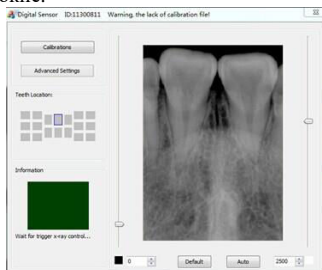 Digital Sensor ID:11300811 Warning, the lack of calibration file!
Calibrations
Advanced Settings
Teeth Location:
Information
Wait for trigger x-ray control...
0
Default
Auto
2500